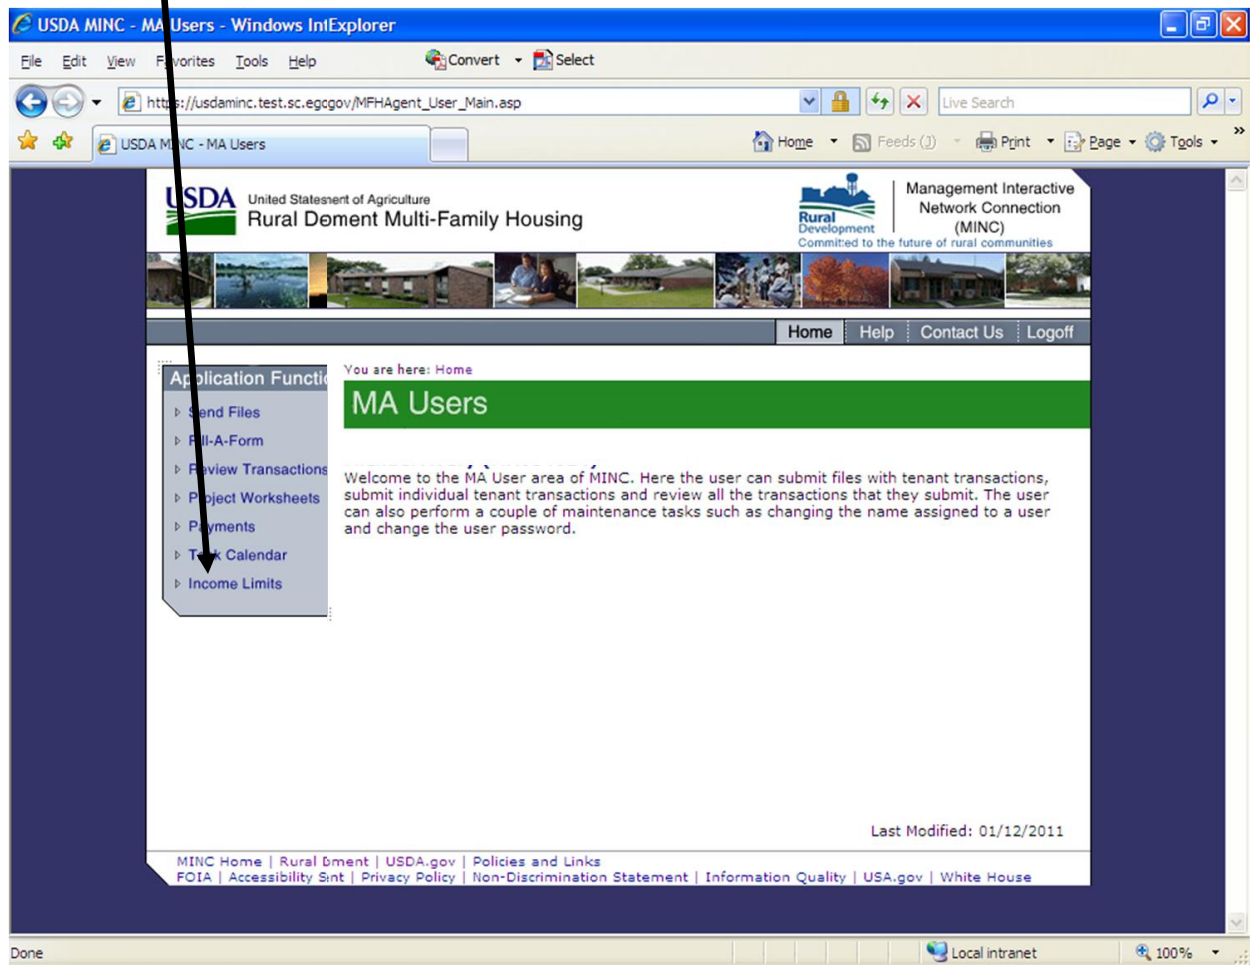 USDA MINC - MA Users - Windows IntExplorer
File Edit View Favorites Tools Help Convert Select
https://usdaminc.test.sc.egcgov/MFHAgent_User_Main.asp Live Search
USDA MINC - MA Users Home Feeds (J) Print Page Tools »
USDA United Statesnent of Agriculture
Rural Doment Multi-Family Housing
Rural Development
Committed to the future of rural communities
Management Interactive
Network Connection
(MINC)
Home Help Contact Us Logoff
Application Functio
Send Files
Fill-A-Form
Review Transactions
Project Worksheets
Payments
Task Calendar
Income Limits
You are here: Home
MA Users
Welcome to the MA User area of MINC. Here the user can submit files with tenant transactions,
submit individual tenant transactions and review all the transactions that they submit. The user
can also perform a couple of maintenance tasks such as changing the name assigned to a user
and change the user password.
Last Modified: 01/12/2011
MINC Home | Rural Dment | USDA.gov | Policies and Links
FOIA | Accessibility Snt | Privacy Policy | Non-Discrimination Statement | Information Quality | USA.gov | White House
Done Local intranet 100%